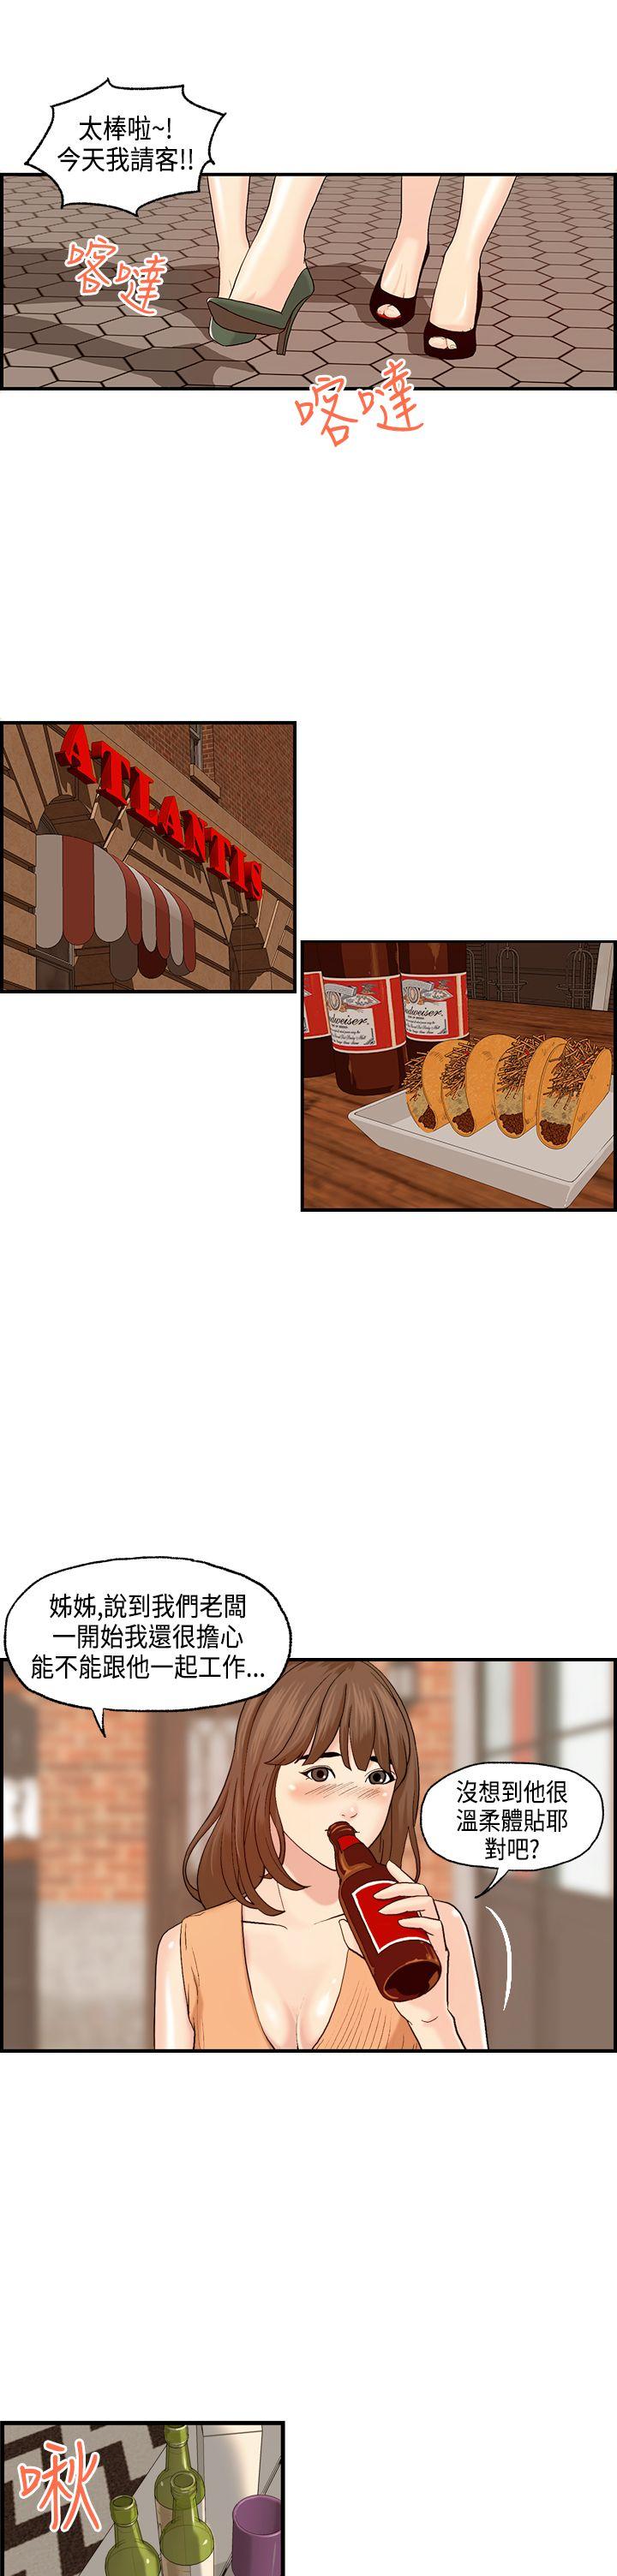 太棒啦~!
今天我請客!!
喀噠
喀噠
ATLANTIS
Budweiser
姊姊,說到我們老闆
一開始我還很擔心
能不能跟他一起工作...
沒想到他很
溫柔體貼耶
對吧?
啾